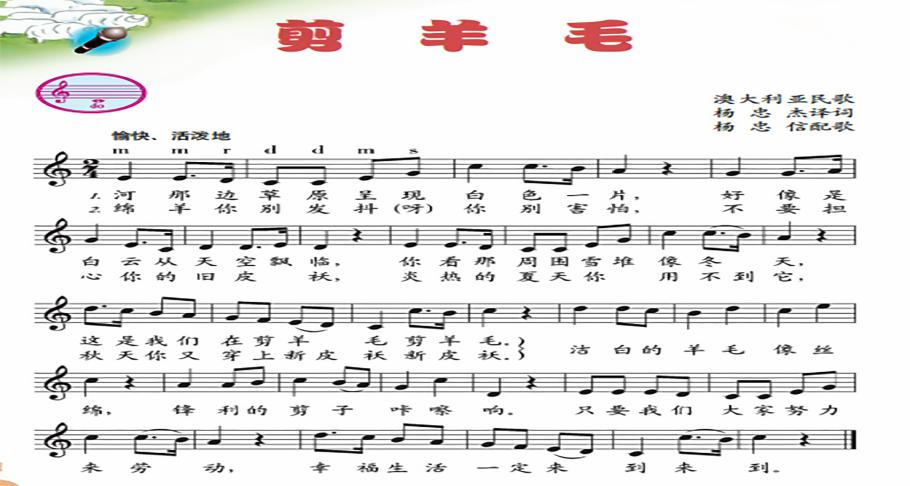 剪 羊 毛
澳大利亚民歌
杨 忠 杰译词
杨 忠 信配歌
do
愉快、活泼地
m m r d d m s
2/4
1. 河 那 边 草 原 呈 现 白 色 一 片, 好 像 是
2. 绵 羊 你 别 发 抖 (呀) 你 别 害 怕, 不 要 担
白 云 从 天 空 飘 临, 你 看 那 周 围 雪 堆 像 冬 天,
心 你 的 旧 皮 袄, 炎 热 的 夏 天 你 用 不 到 它,
这 是 我 们 在 剪 羊 毛 剪 羊 毛。} 洁 白 的 羊 毛 像 丝
秋 天 你 又 穿 上 新 皮 袄 新 皮 袄。}
绵, 锋 利 的 剪 子 咔 嚓 响。 只 要 我 们 大 家 努 力
来 劳 动, 幸 福 生 活 一 定 来 到 来 到。